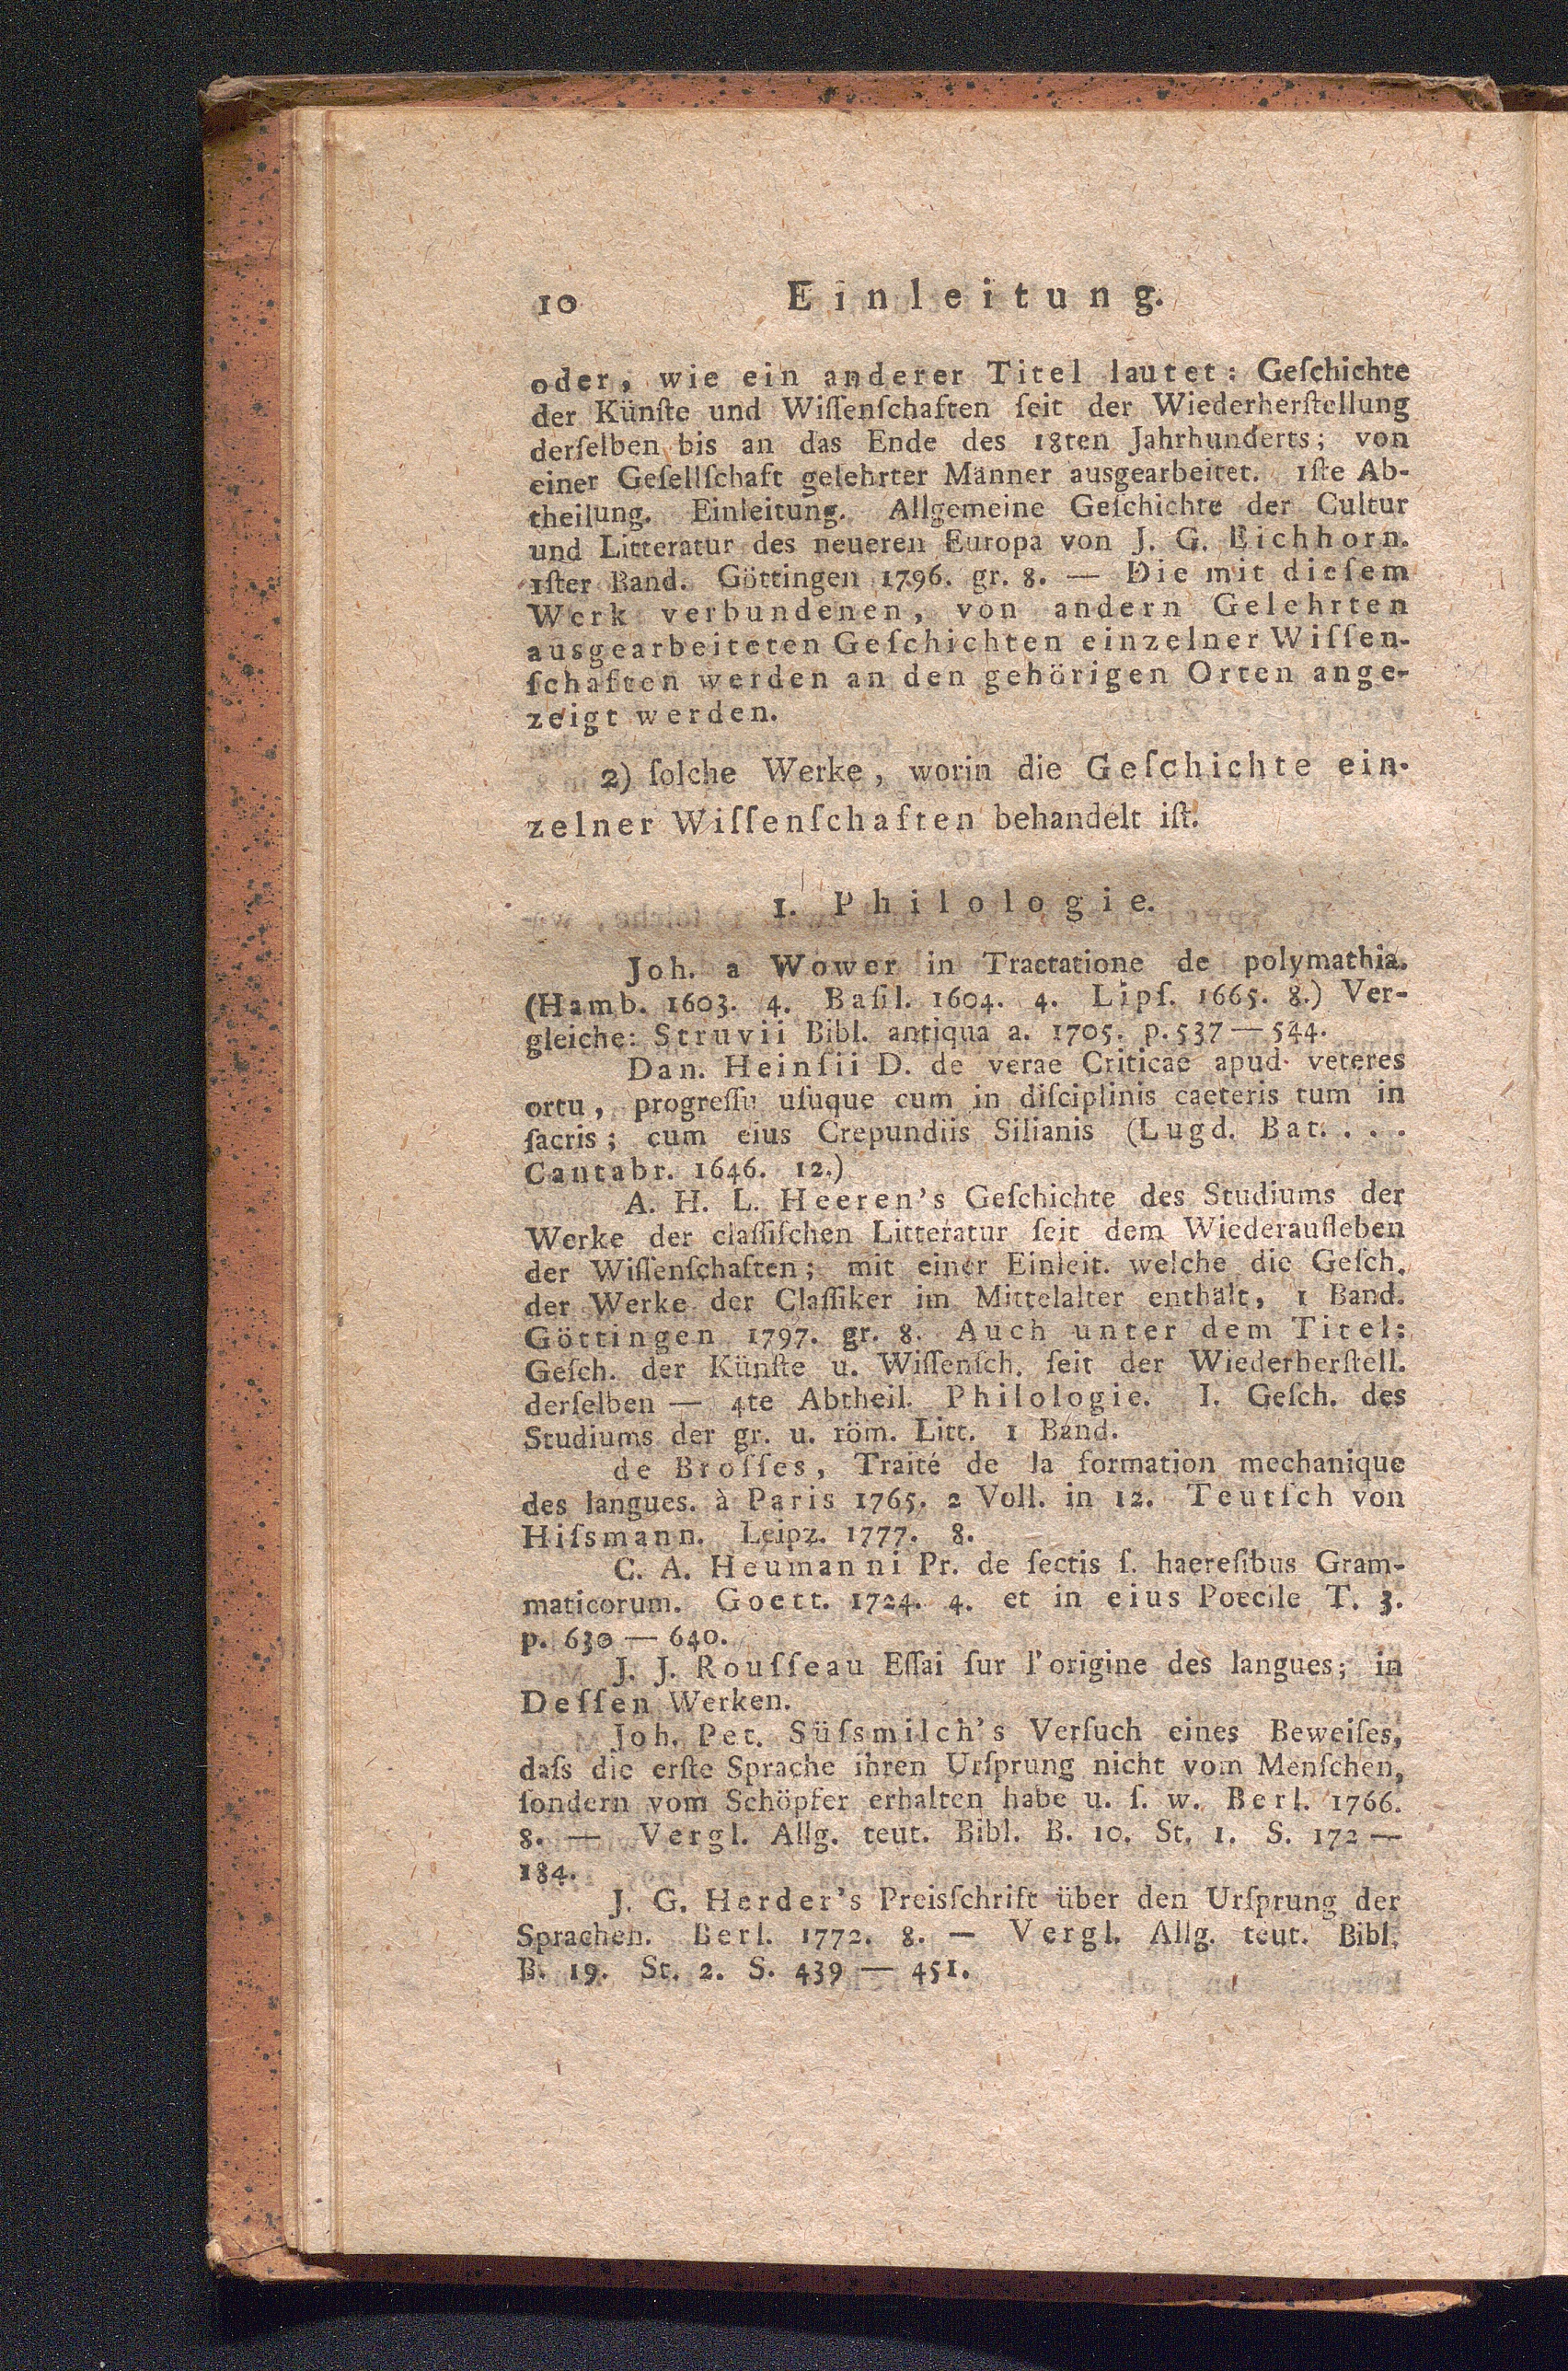 10 Einleitung.
oder, wie ein anderer Titel lautet: Geſchichte
der Künſte und Wiſſenſchaften ſeit der Wiederherſtellung
derſelben bis an das Ende des 18ten Jahrhunderts; von
einer Geſellſchaft gelehrter Männer ausgearbeitet. 1ſte Ab-
theilung. Einleitung. Allgemeine Geſchichte der Cultur
und Litteratur des neueren Europa von J. G. Eichhorn.
1ſter Band. Göttingen 1796. gr. 8. — Die mit dieſem
Werk verbundenen, von andern Gelehrten
ausgearbeiteten Geſchichten einzelner Wiſſen-
ſchaften werden an den gehörigen Orten ange-
zeigt werden.
2) ſolche Werke, worin die Geſchichte ein-
zelner Wiſſenſchaften behandelt iſt.
1. Philologie.
Joh. a Wower in Tractatione de polymathia.
(Hamb. 1603. 4. Baſil. 1604. 4. Lipſ. 1665. 8.) Ver-
gleiche: Struvii Bibl. antiqua a. 1705. p. 537 — 544.
Dan. Heinſii D. de verae Criticae apud veteres
ortu, progreſſu uſuque cum in diſciplinis caeteris tum in
ſacris; cum eius Crepundiis Silianis (Lugd. Bat. . . .
Cantabr. 1646. 12.)
A. H. L. Heeren's Geſchichte des Studiums der
Werke der claſſiſchen Litteratur ſeit dem Wiederaufleben
der Wiſſenſchaften; mit einer Einleit. welche die Geſch.
der Werke der Claſſiker im Mittelalter enthält, 1 Band.
Göttingen 1797. gr. 8. Auch unter dem Titel:
Geſch. der Künſte u. Wiſſenſch. ſeit der Wiederherſtell.
derſelben — 4te Abtheil. Philologie. I. Geſch. des
Studiums der gr. u. röm. Litt. 1 Band.
de Broſſes, Traité de la formation mechanique
des langues. à Paris 1765. 2 Voll. in 12. Teutſch von
Hiſsmann. Leipz. 1777. 8.
C. A. Heumanni Pr. de ſectis ſ. haereſibus Gram-
maticorum. Goett. 1724. 4. et in eius Poecile T. 3.
p. 630 — 640.
J. J. Rouſſeau Eſſai ſur l'origine des langues; in
Deſſen Werken.
Joh. Pet. Süſsmilch's Verſuch eines Beweiſes,
daſs die erſte Sprache ihren Urſprung nicht vom Menſchen,
ſondern vom Schöpfer erhalten habe u. ſ. w. Berl. 1766.
8. — Vergl. Allg. teut. Bibl. B. 10. St. 1. S. 172 —
184.
J. G. Herder's Preisſchrift über den Urſprung der
Sprachen. Berl. 1772. 8. — Vergl. Allg. teut. Bibl.
B. 19. St. 2. S. 439 — 451.